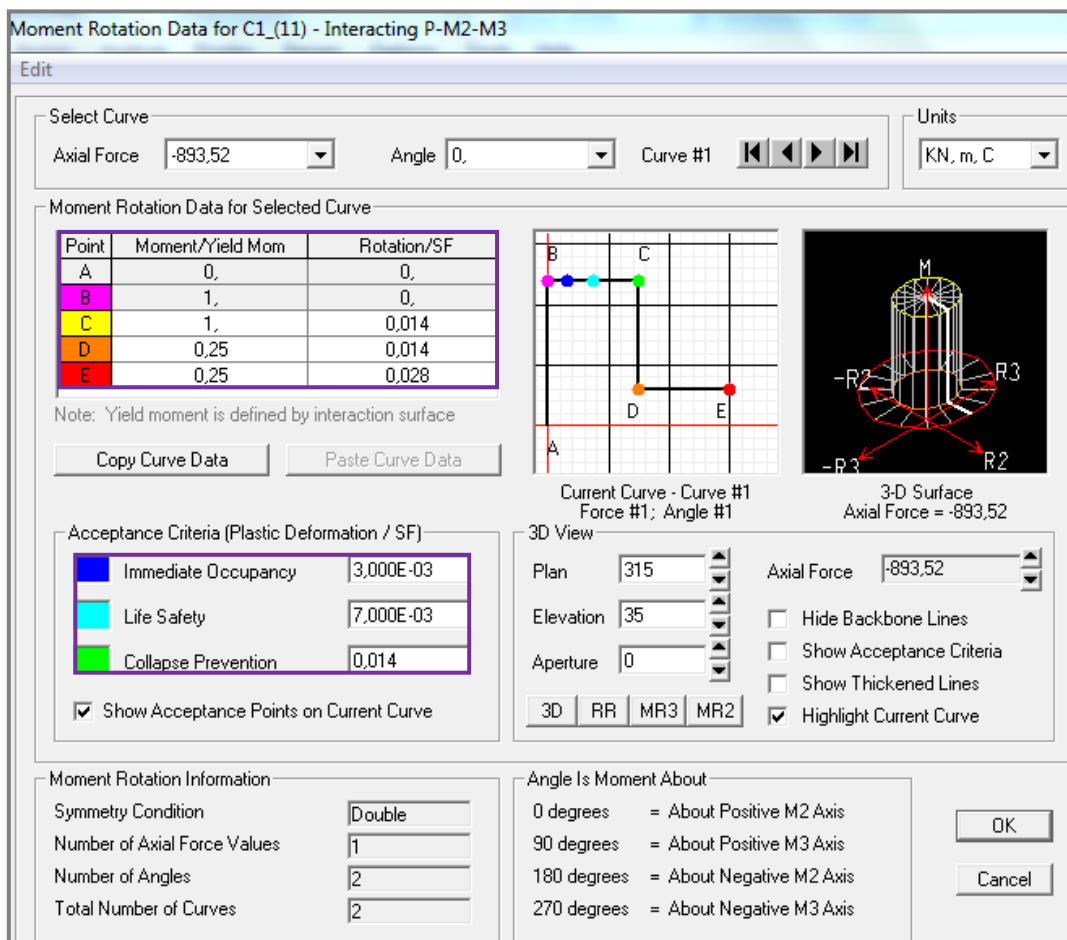 Moment Rotation Data for C1_(11) - Interacting P-M2-M3
Edit
Select Curve
Axial Force -893,52 Angle 0, Curve #1
Units
KN, m, C
Moment Rotation Data for Selected Curve
Point Moment/Yield Mom Rotation/SF
A 0, 0,
B 1, 0,
C 1, 0,014
D 0,25 0,014
E 0,25 0,028
Note: Yield moment is defined by interaction surface
Copy Curve Data Paste Curve Data
B C
D E
A
Current Curve - Curve #1
Force #1; Angle #1
M
-R2 R3
-R3 R2
3-D Surface
Axial Force = -893,52
Acceptance Criteria (Plastic Deformation / SF)
Immediate Occupancy 3,000E-03
Life Safety 7,000E-03
Collapse Prevention 0,014
Show Acceptance Points on Current Curve
3D View
Plan 315
Elevation 35
Aperture 0
3D RR MR3 MR2
Axial Force -893,52
Hide Backbone Lines
Show Acceptance Criteria
Show Thickened Lines
Highlight Current Curve
Moment Rotation Information
Symmetry Condition Double
Number of Axial Force Values 1
Number of Angles 2
Total Number of Curves 2
Angle Is Moment About
0 degrees = About Positive M2 Axis
90 degrees = About Positive M3 Axis
180 degrees = About Negative M2 Axis
270 degrees = About Negative M3 Axis
OK
Cancel